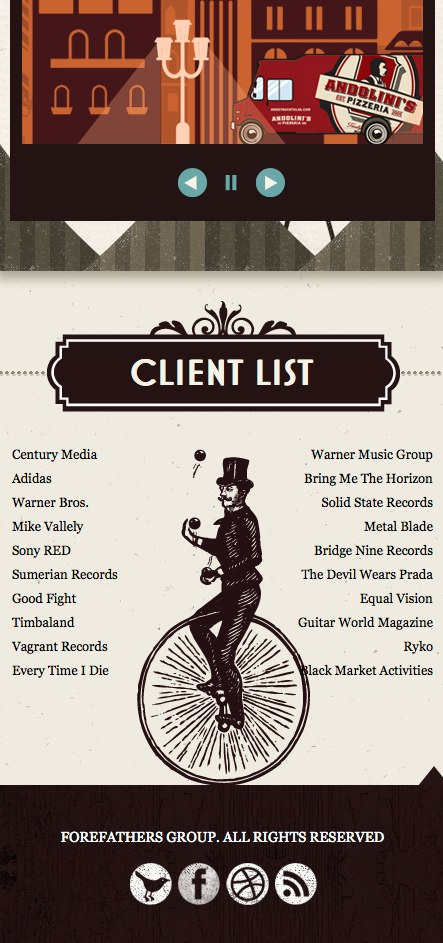 ANDOLINI'S
EST. PIZZERIA 2005
ANDOLINI'S
PIZZERIA
CLIENT LIST
Century Media
Adidas
Warner Bros.
Mike Vallely
Sony RED
Sumerian Records
Good Fight
Timbaland
Vagrant Records
Every Time I Die
Warner Music Group
Bring Me The Horizon
Solid State Records
Metal Blade
Bridge Nine Records
The Devil Wears Prada
Equal Vision
Guitar World Magazine
Ryko
Black Market Activities
FOREFATHERS GROUP. ALL RIGHTS RESERVED